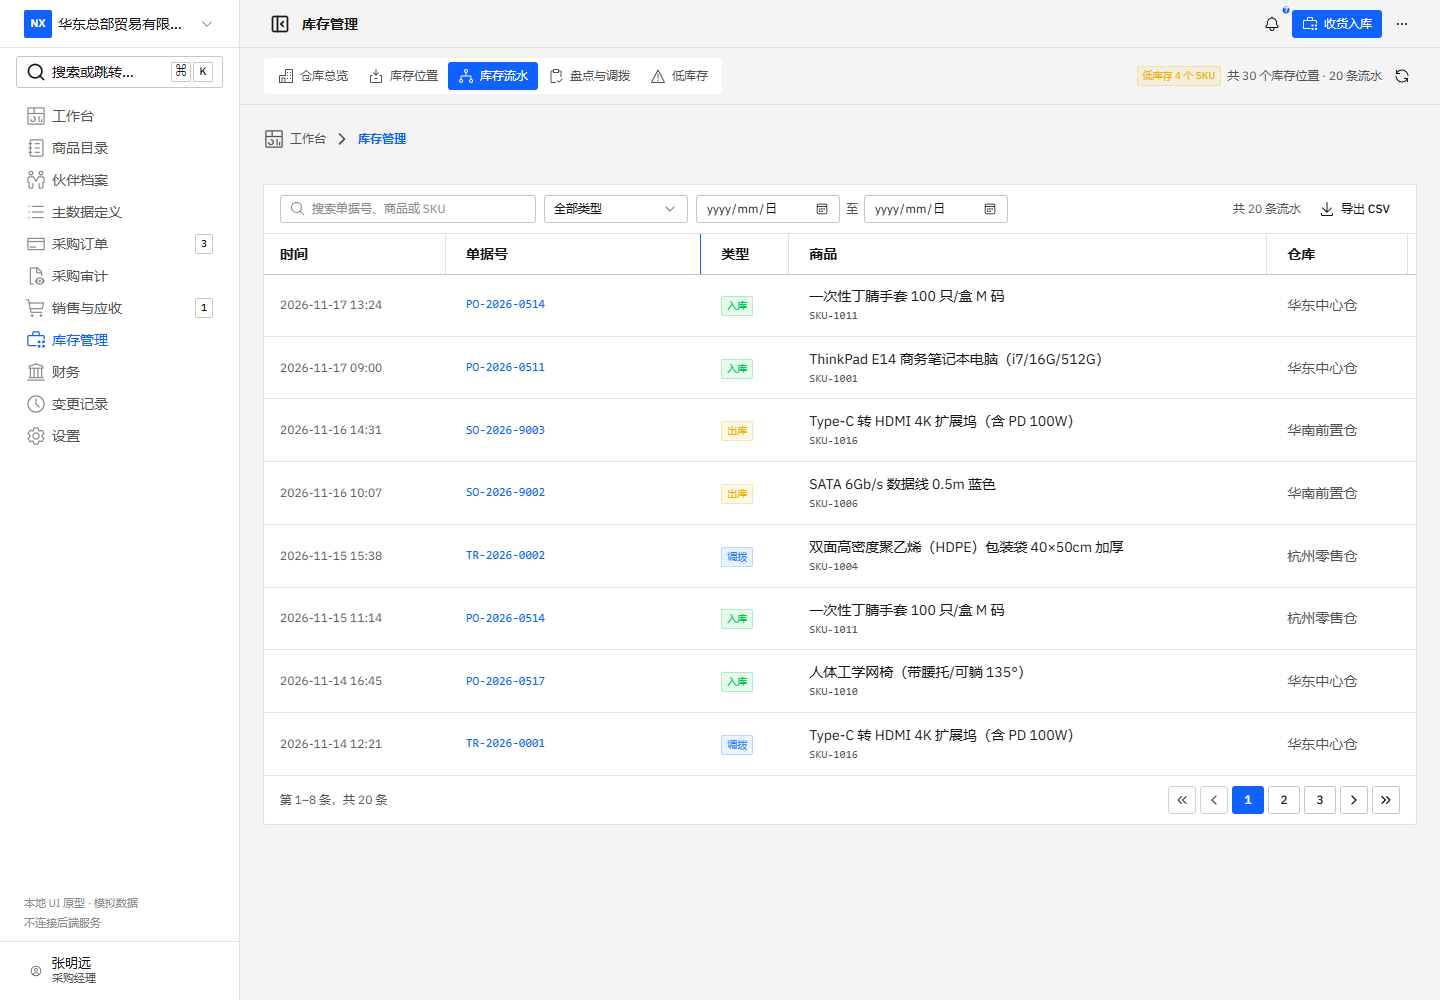 NX 华东总部贸易有限...
搜索或跳转... ⌘ K
工作台
商品目录
伙伴档案
主数据定义
采购订单 3
采购审计
销售与应收 1
库存管理
财务
变更记录
设置
本地 UI 原型 · 模拟数据
不连接后端服务
张明远
采购经理
库存管理
7
收货入库
仓库总览 库存位置 库存流水 盘点与调拨 低库存
低库存 4 个 SKU 共 30 个库存位置 · 20 条流水
工作台 库存管理
搜索单据号、商品或 SKU 全部类型 yyyy/mm/日 至 yyyy/mm/日 共 20 条流水 导出 CSV
时间 单据号 类型 商品 仓库
2026-11-17 13:24 PO-2026-0514 入库 一次性丁腈手套 100 只/盒 M 码 华东中心仓
SKU-1011
2026-11-17 09:00 PO-2026-0511 入库 ThinkPad E14 商务笔记本电脑（i7/16G/512G） 华东中心仓
SKU-1001
2026-11-16 14:31 SO-2026-9003 出库 Type-C 转 HDMI 4K 扩展坞（含 PD 100W） 华南前置仓
SKU-1016
2026-11-16 10:07 SO-2026-9002 出库 SATA 6Gb/s 数据线 0.5m 蓝色 华南前置仓
SKU-1006
2026-11-15 15:38 TR-2026-0002 调拨 双面高密度聚乙烯（HDPE）包装袋 40×50cm 加厚 杭州零售仓
SKU-1004
2026-11-15 11:14 PO-2026-0514 入库 一次性丁腈手套 100 只/盒 M 码 杭州零售仓
SKU-1011
2026-11-14 16:45 PO-2026-0517 入库 人体工学网椅（带腰托/可躺 135°） 华东中心仓
SKU-1010
2026-11-14 12:21 TR-2026-0001 调拨 Type-C 转 HDMI 4K 扩展坞（含 PD 100W） 华东中心仓
SKU-1016
第 1–8 条，共 20 条 1 2 3